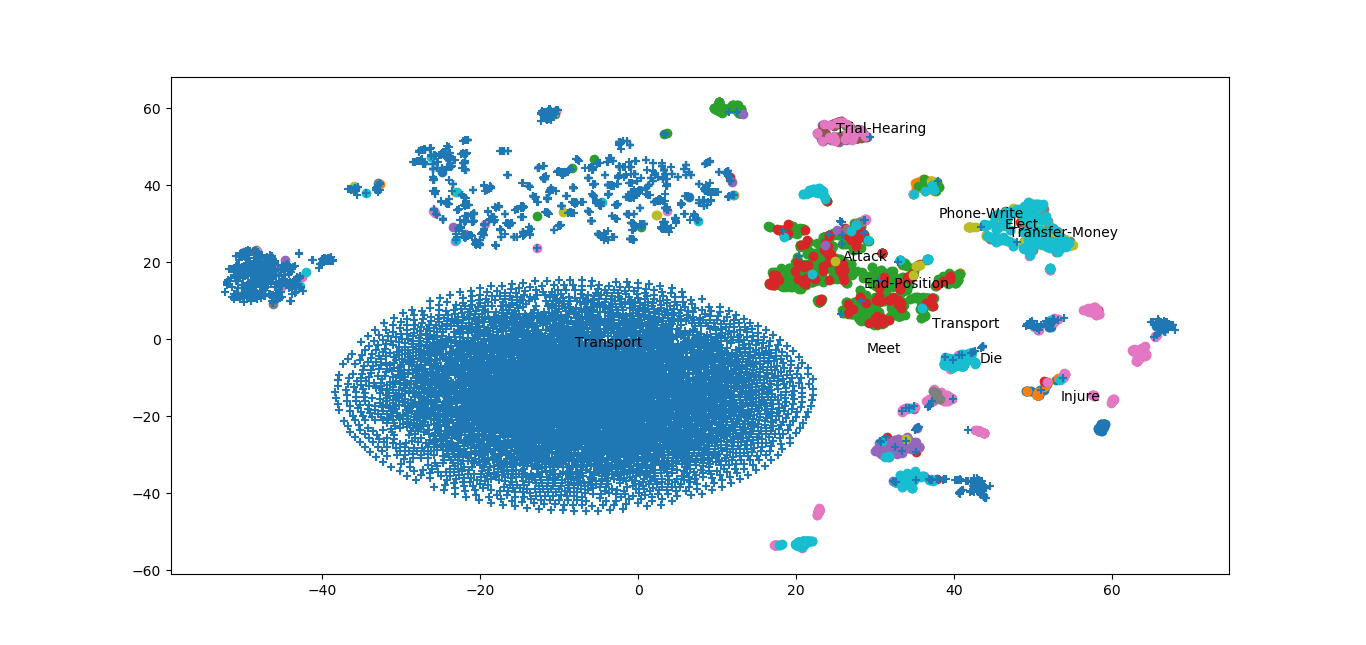 60
Trial-Hearing
40
Phone-Write
Elect
Transfer-Money
20
Attack
End-Position
Transport
0
Transport
Meet
Die
Injure
−20
−40
−60
−40
−20
0
20
40
60